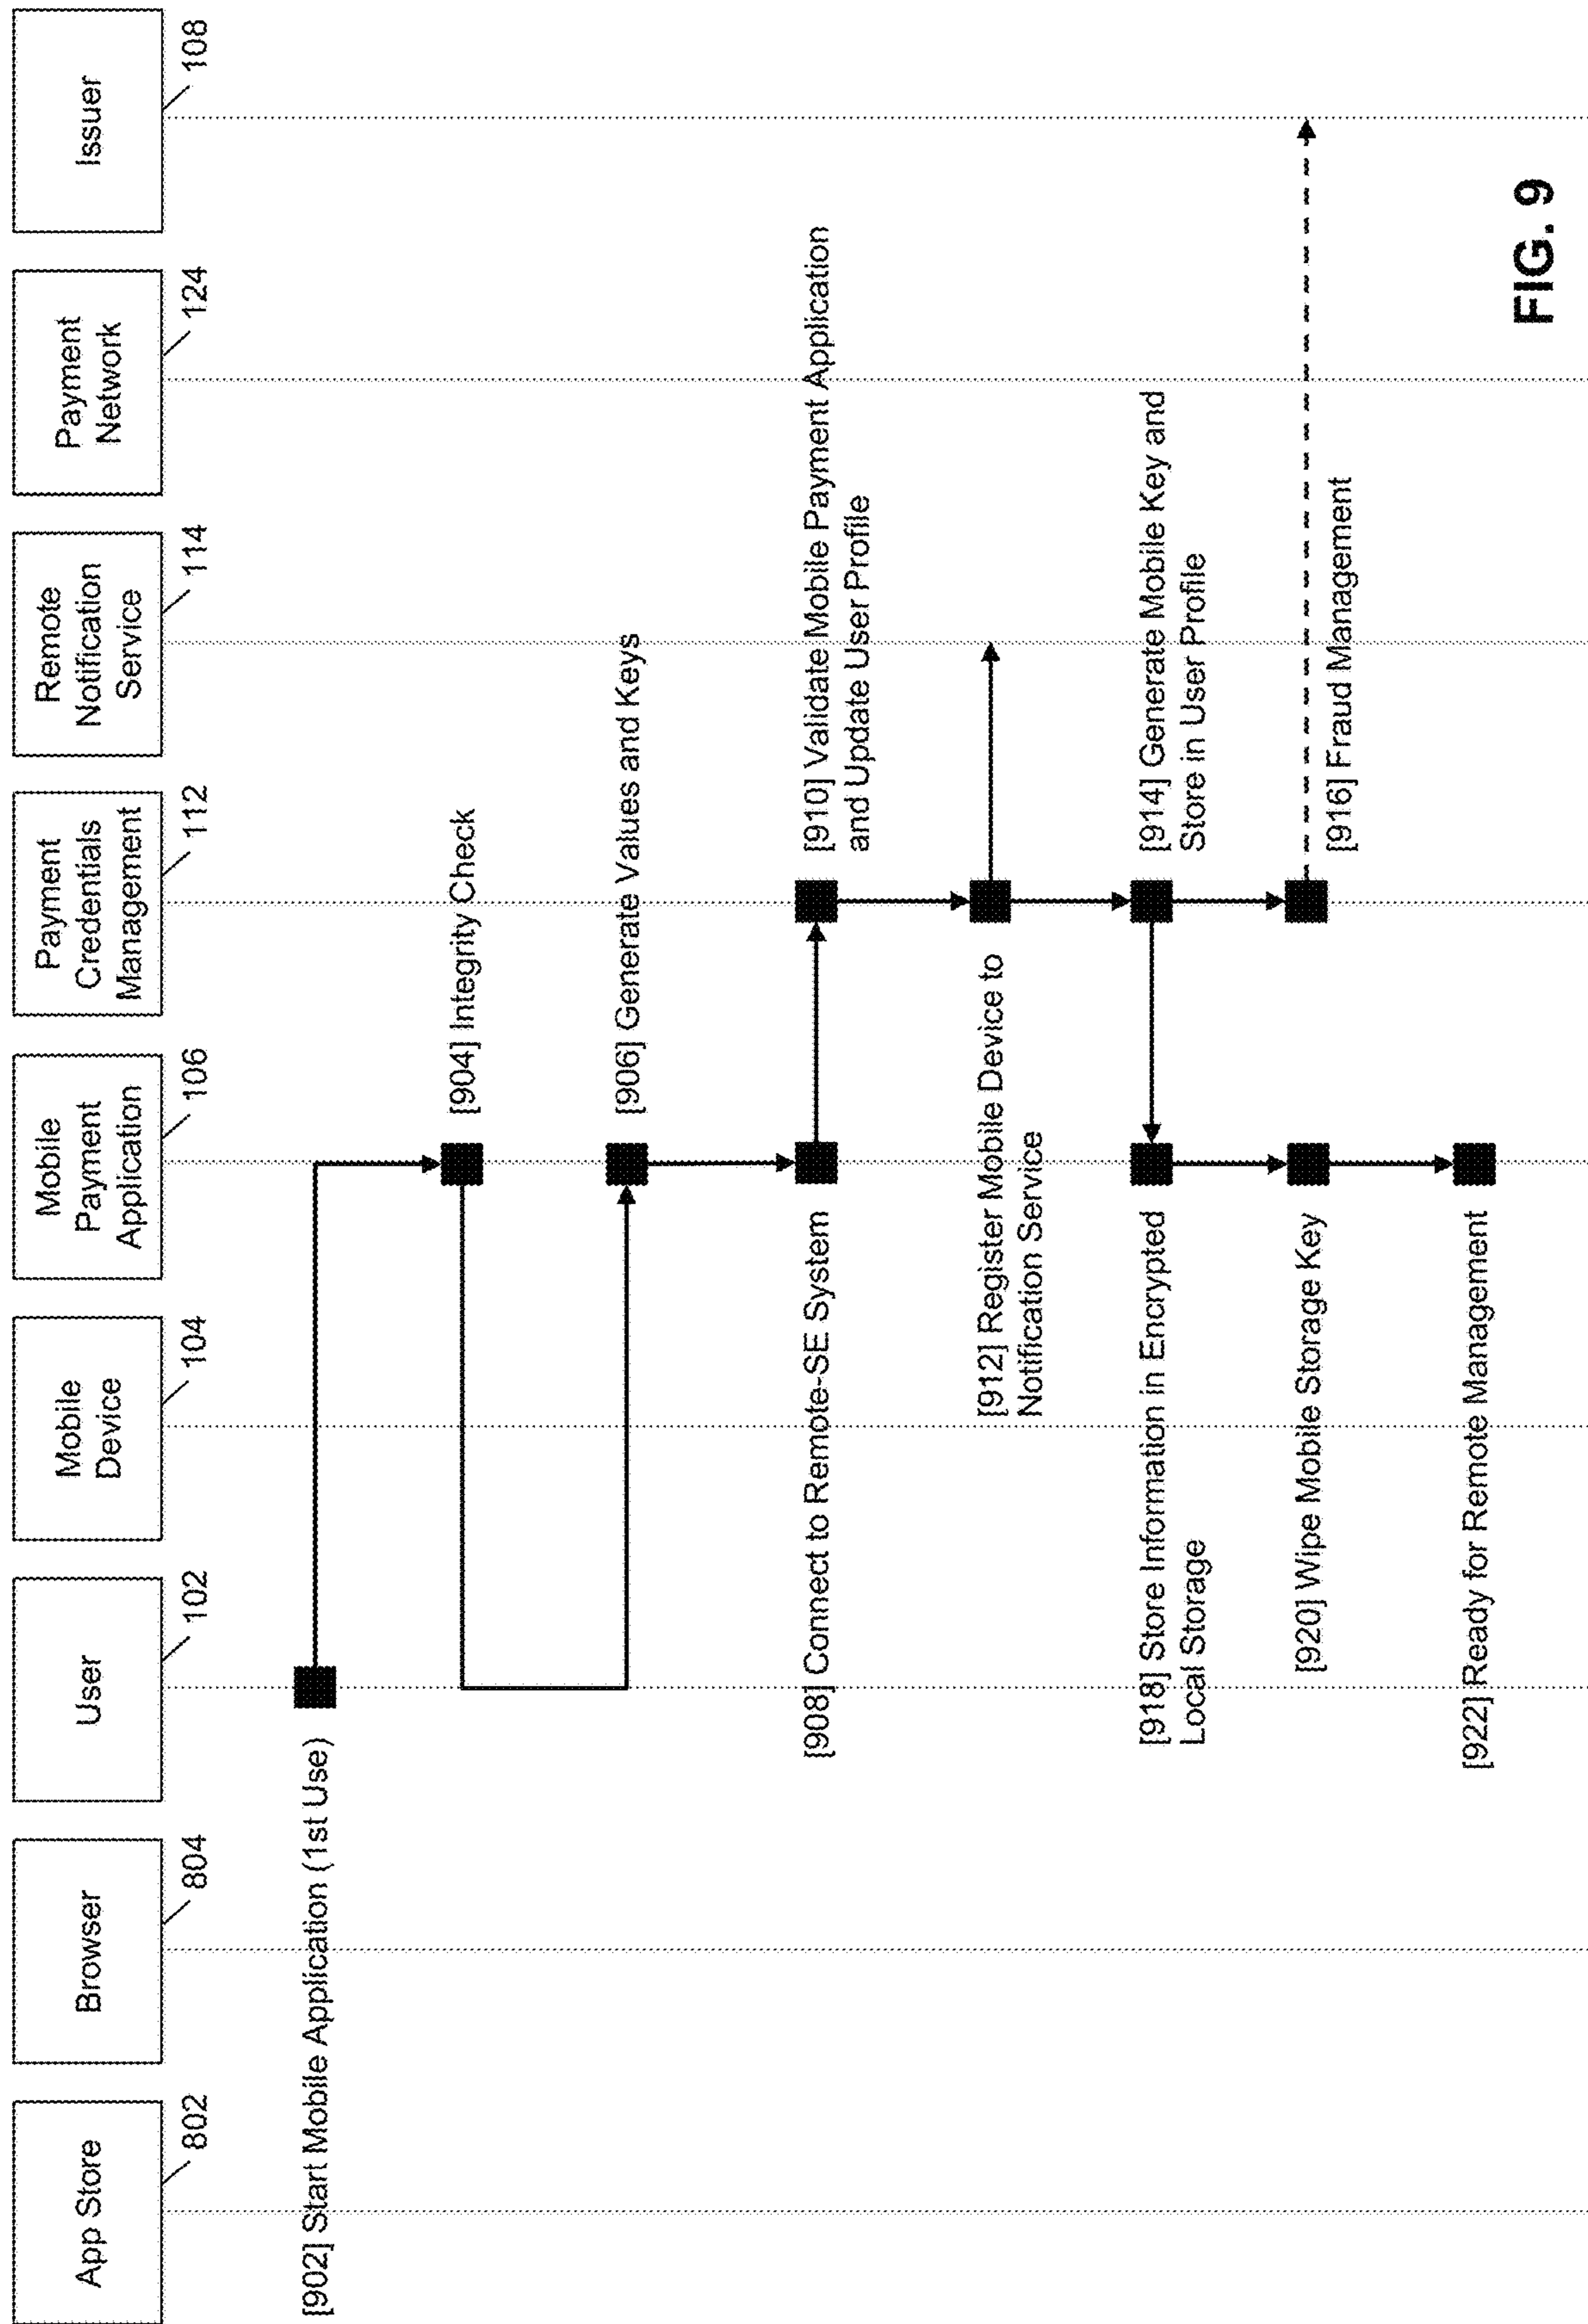 App Store
802
Browser
804
User
102
Mobile
Device
104
Mobile
Payment
Application
106
Payment
Credentials
Management
112
Remote
Notification
Service
114
Payment
Network
124
Issuer
108
[902] Start Mobile Application (1st Use)
[904] Integrity Check
[906] Generate Values and Keys
[908] Connect to Remote-SE System
[910] Validate Mobile Payment Application
and Update User Profile
[912] Register Mobile Device to
Notification Service
[914] Generate Mobile Key and
Store in User Profile
[916] Fraud Management
[918] Store Information in Encrypted
Local Storage
[920] Wipe Mobile Storage Key
[922] Ready for Remote Management
FIG. 9